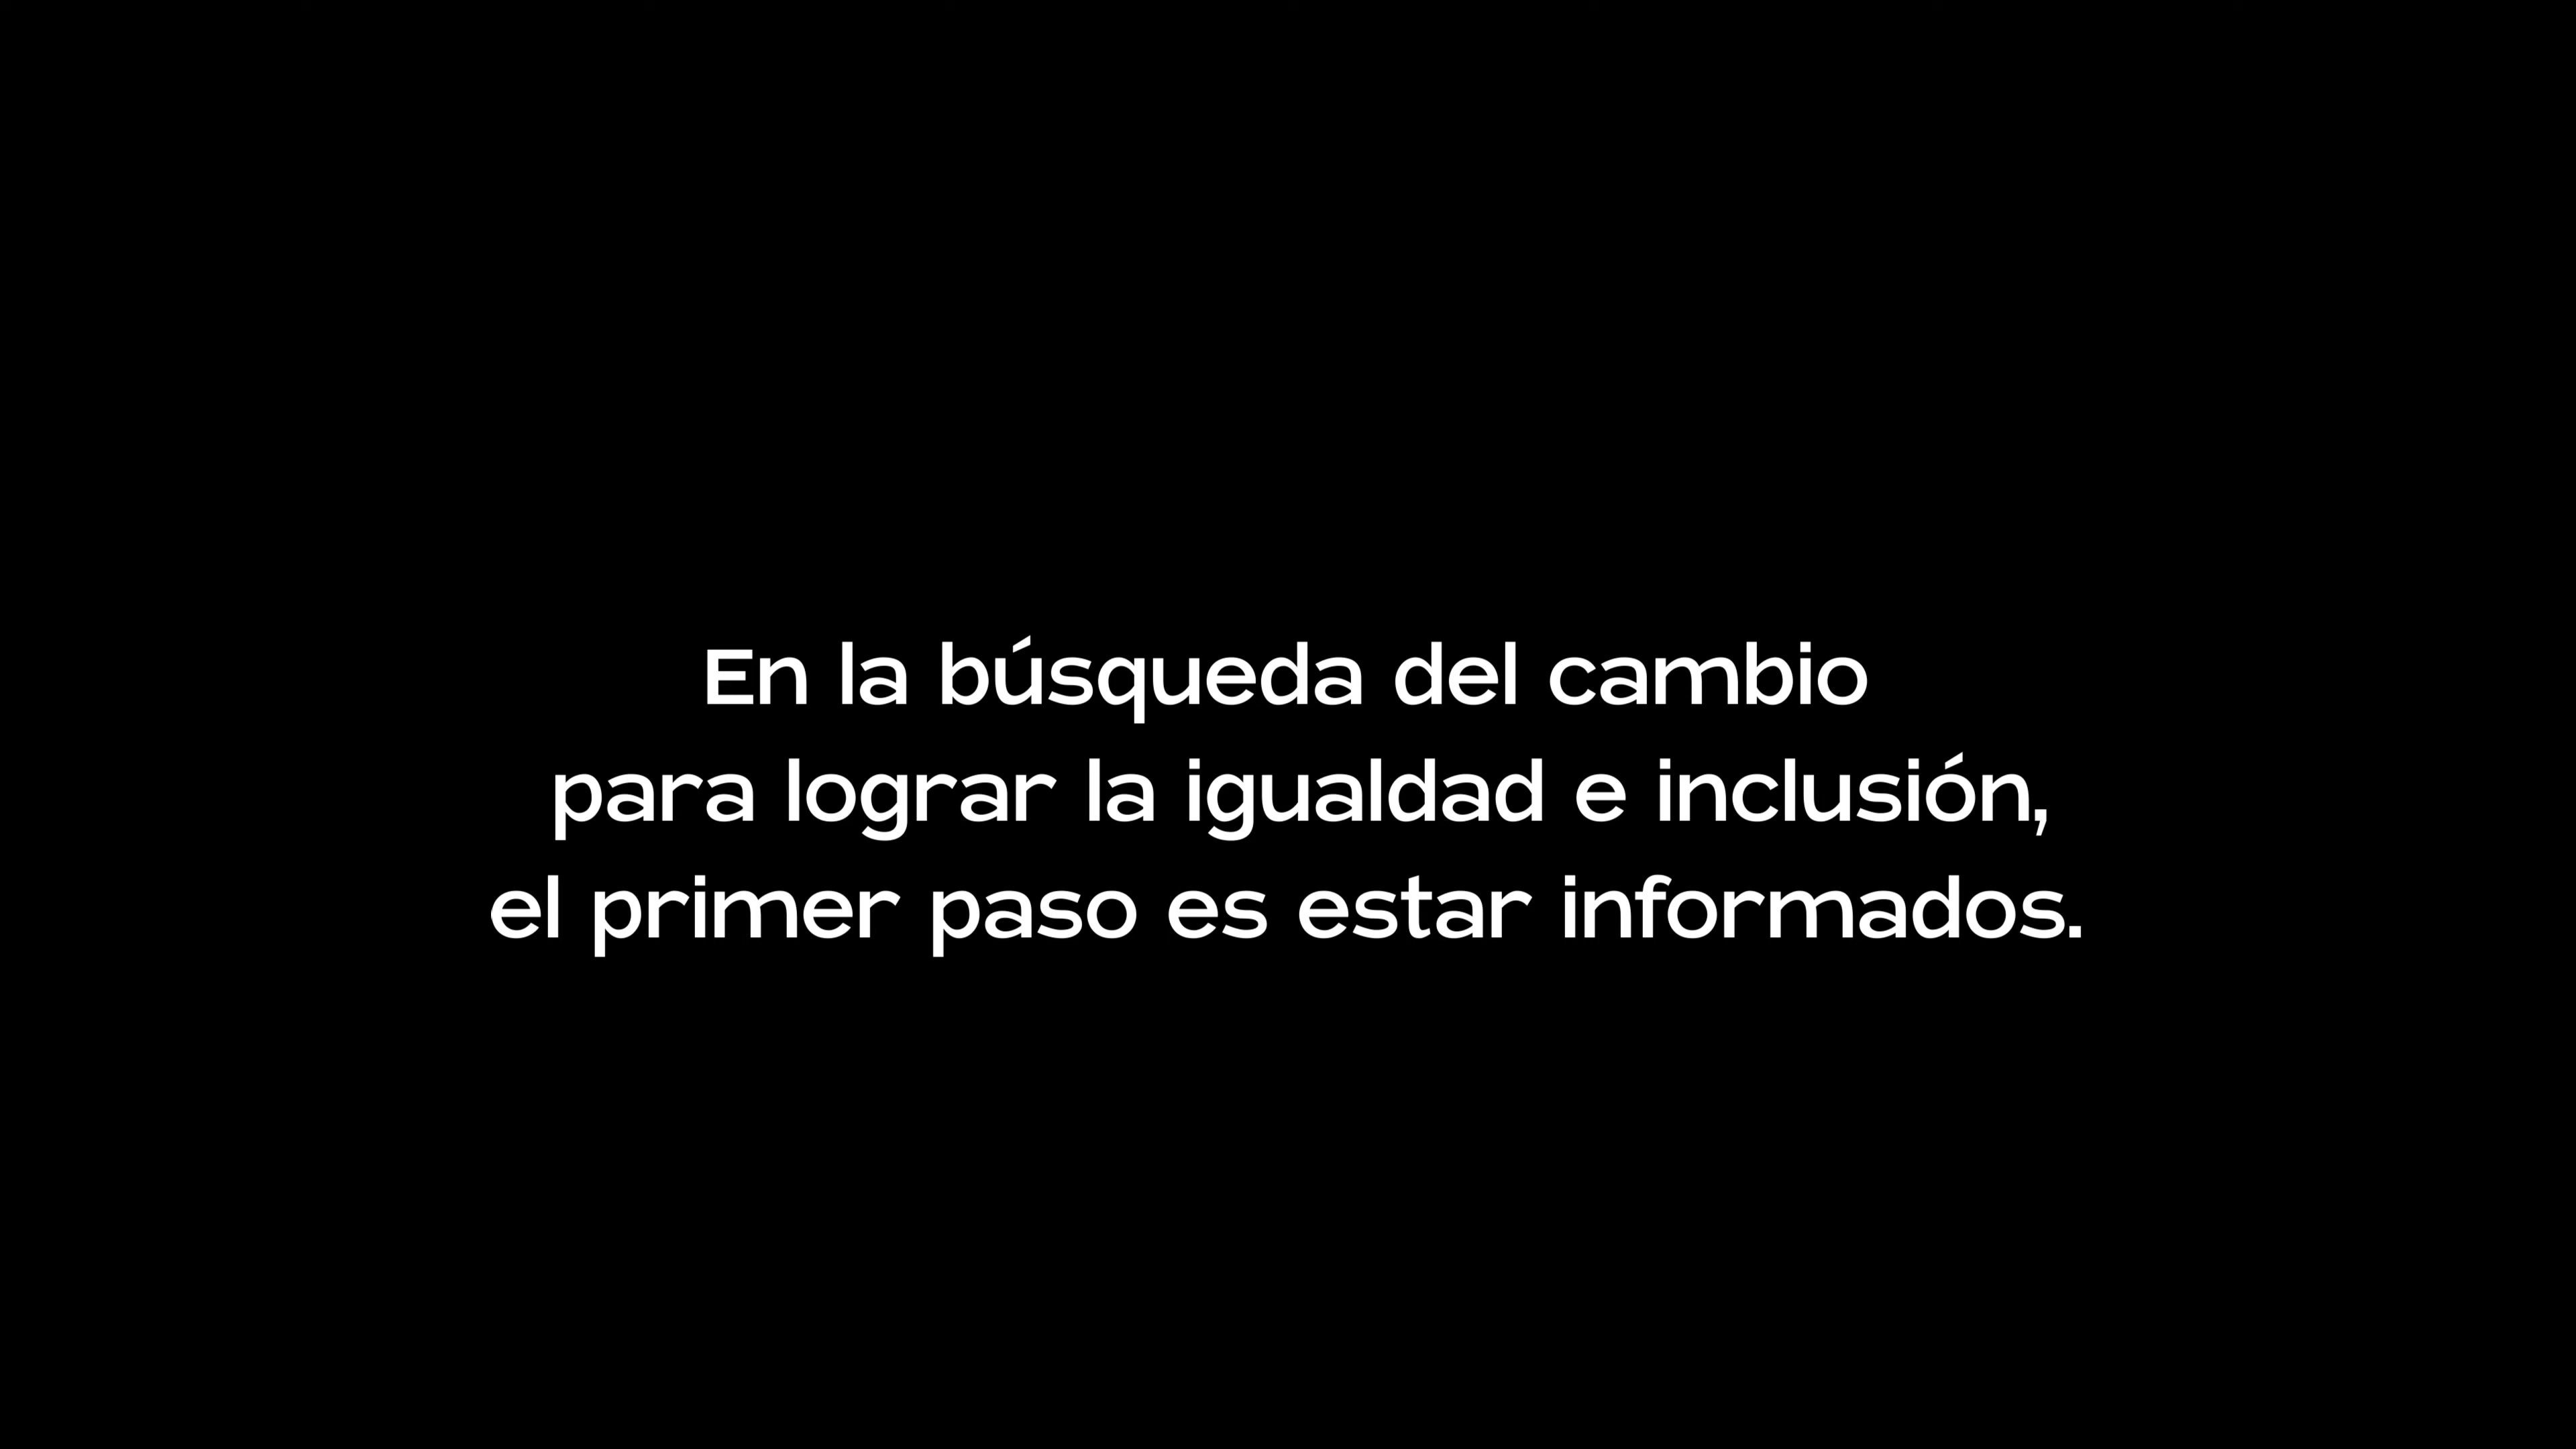 En la búsqueda del cambio
para lograr la igualdad e inclusión,
el primer paso es estar informados.